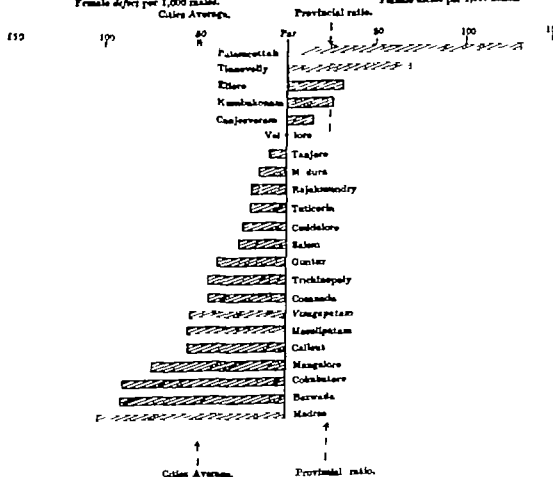 Female defect per 1,000 males.
Cities Average. Provincial ratio.
150 100 50 Par 50 100
Palamcottah
Tinnevelly
Ellore
Kumbakonam
Conjeeveram
Vellore
Tanjore
M dura
Rajahmundry
Tuticorin
Cuddalore
Salem
Guntur
Trichinopoly
Cocanada
Vizagapatam
Masulipatam
Calicut
Mangalore
Coimbatore
Bezwada
Madras
Cities Average. Provincial ratio.